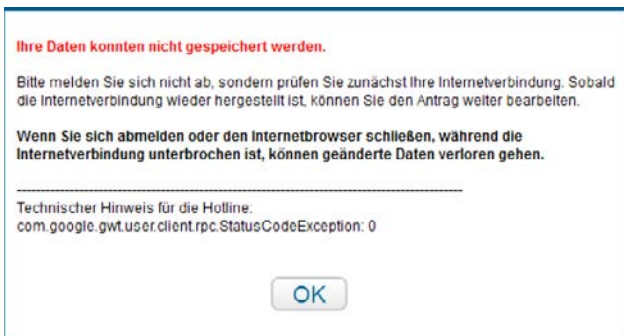 Ihre Daten konnten nicht gespeichert werden.
Bitte melden Sie sich nicht ab, sondern prüfen Sie zunächst Ihre Internetverbindung. Sobald
die Internetverbindung wieder hergestellt ist, können Sie den Antrag weiter bearbeiten.
Wenn Sie sich abmelden oder den Internetbrowser schließen, während die
Internetverbindung unterbrochen ist, können geänderte Daten verloren gehen.
Technischer Hinweis für die Hotline:
com.google.gwt.user.client.rpc.StatusCodeException: 0
OK